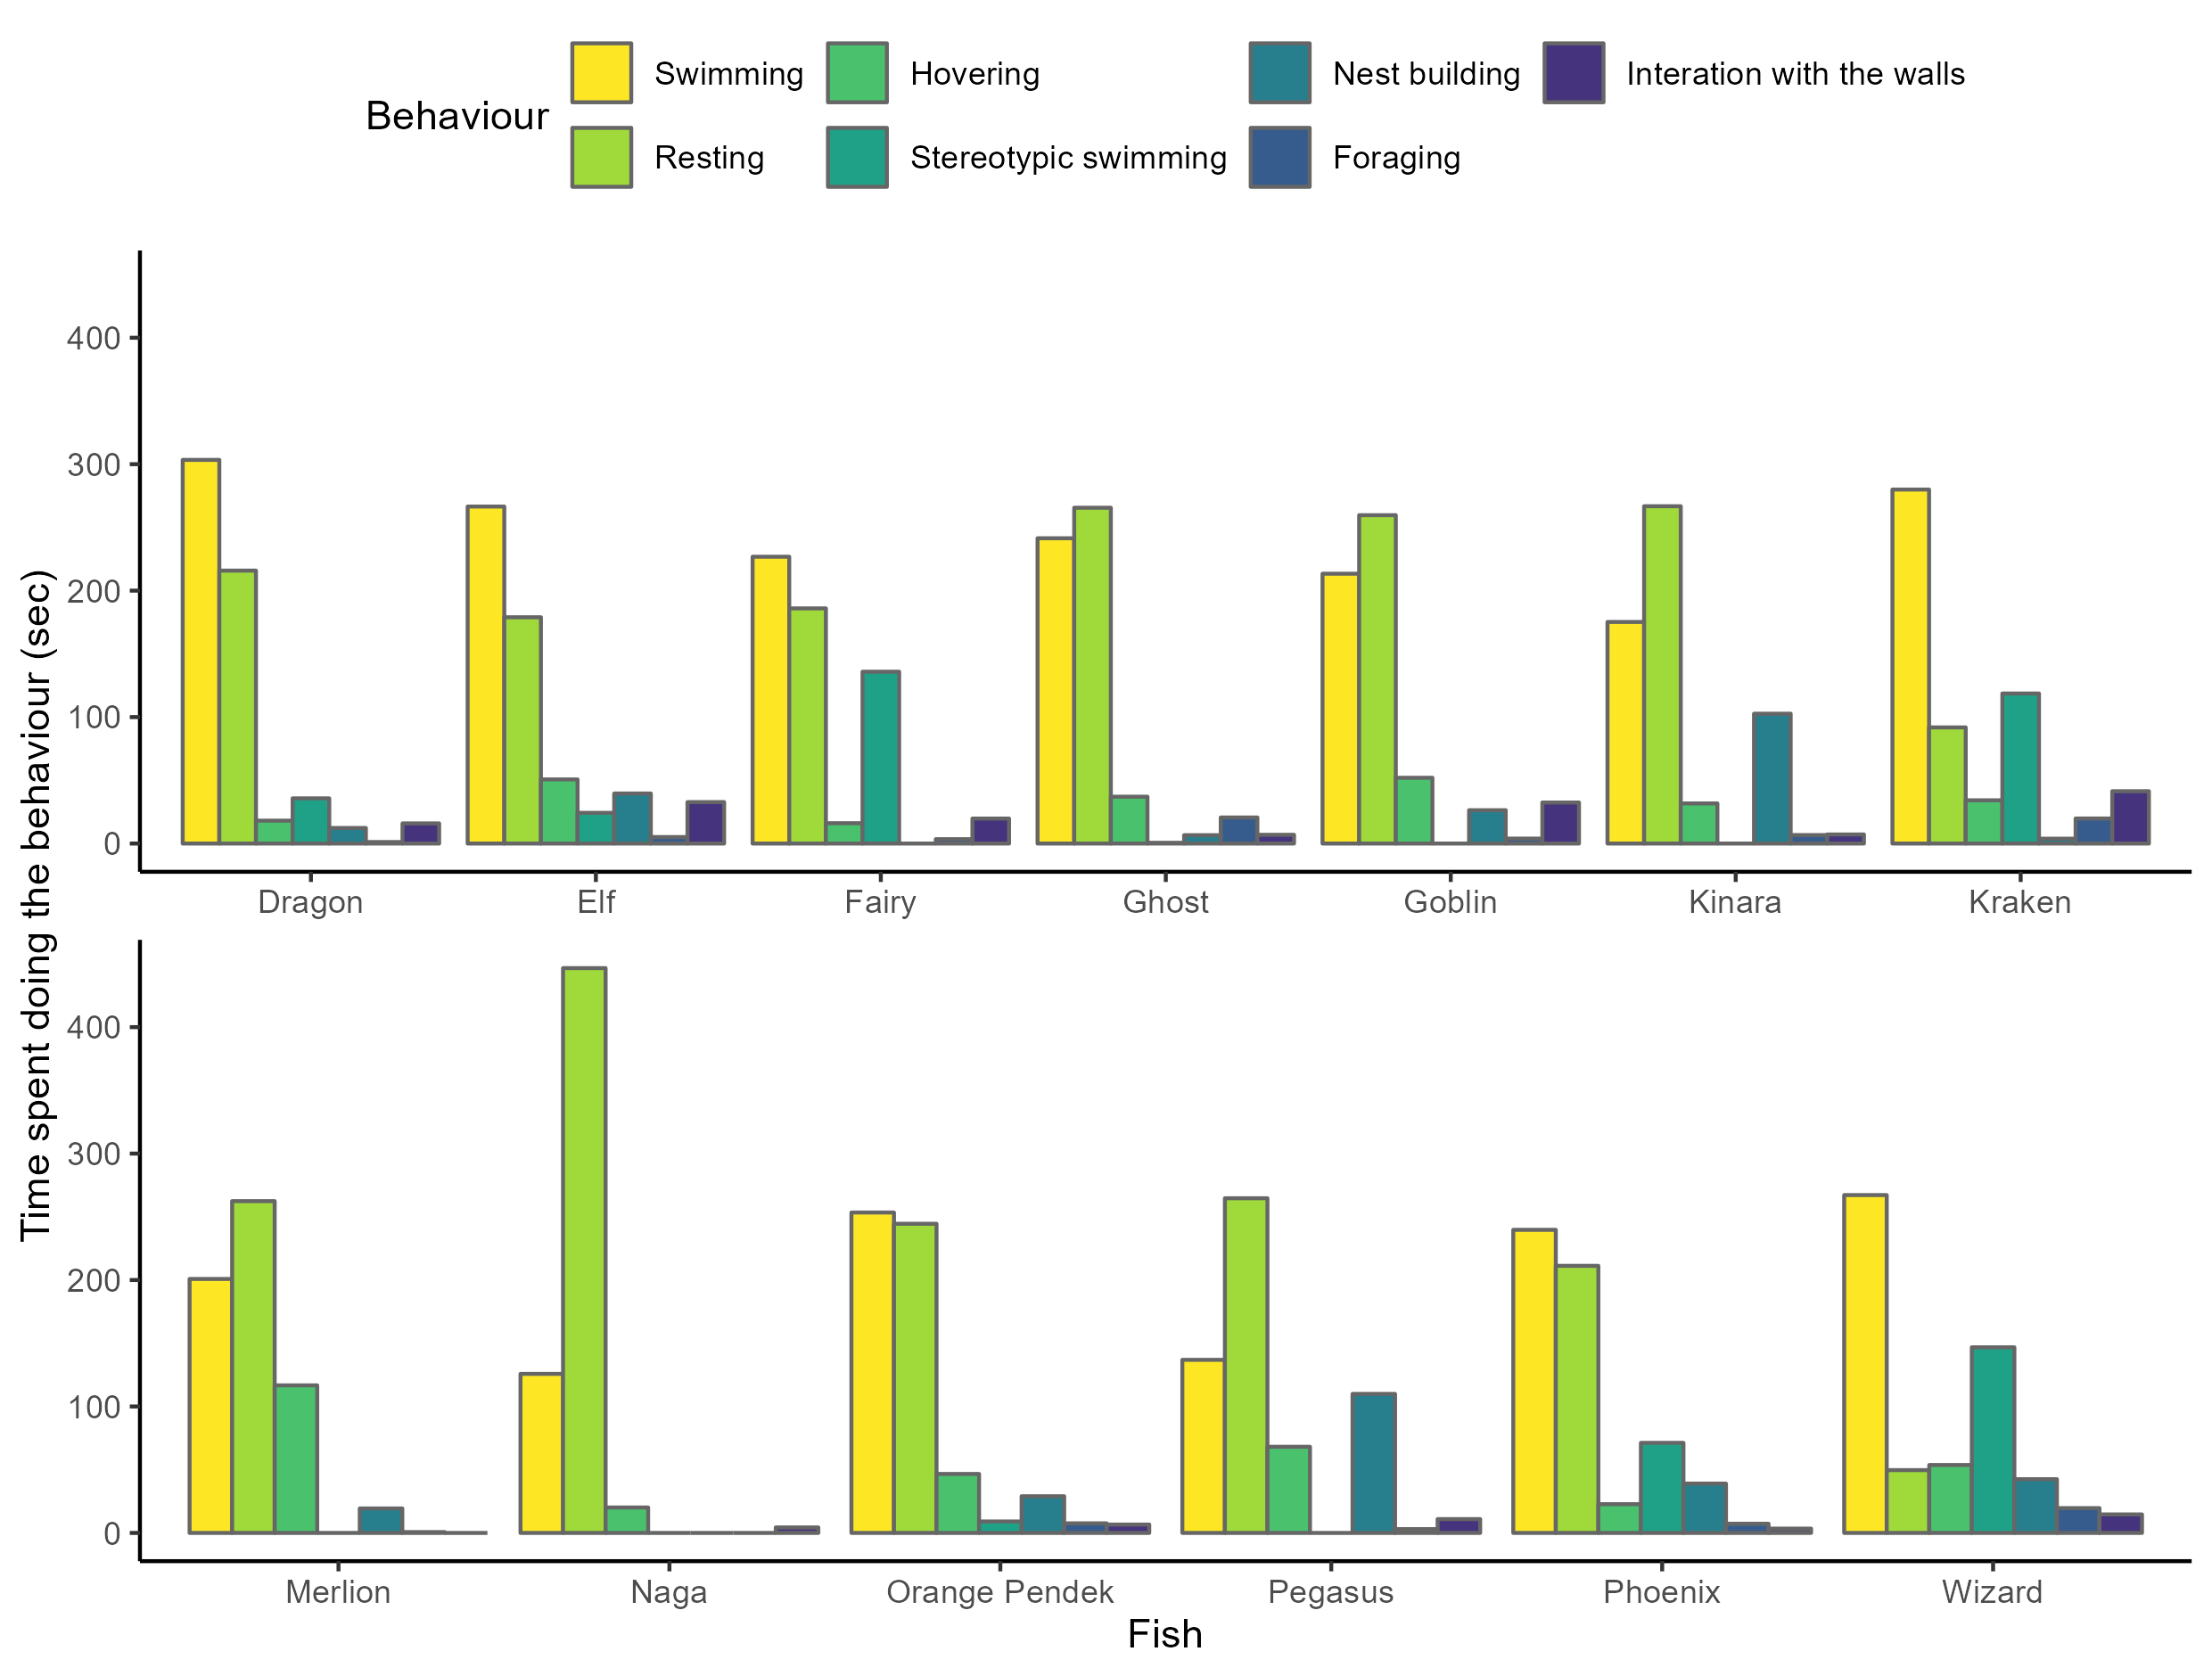 Behaviour
Swimming
Hovering
Nest building
Interation with the walls
Resting
Stereotypic swimming
Foraging
Time spent doing the behaviour (sec)
400
300
200
100
0
Dragon Elf Fairy Ghost Goblin Kinara Kraken
400
300
200
100
0
Merlion Naga Orange Pendek Pegasus Phoenix Wizard
Fish